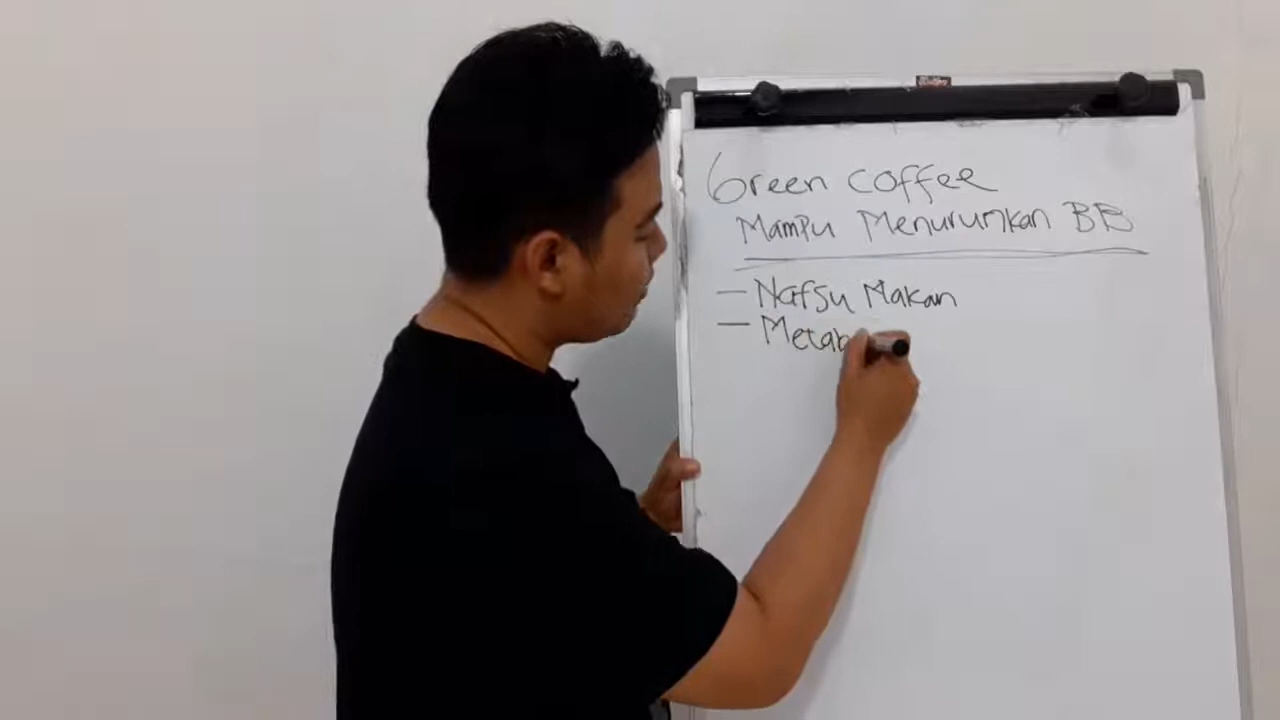 Green Coffee
Mampu Menurunkan BB
- Nafsu Makan
- Metab